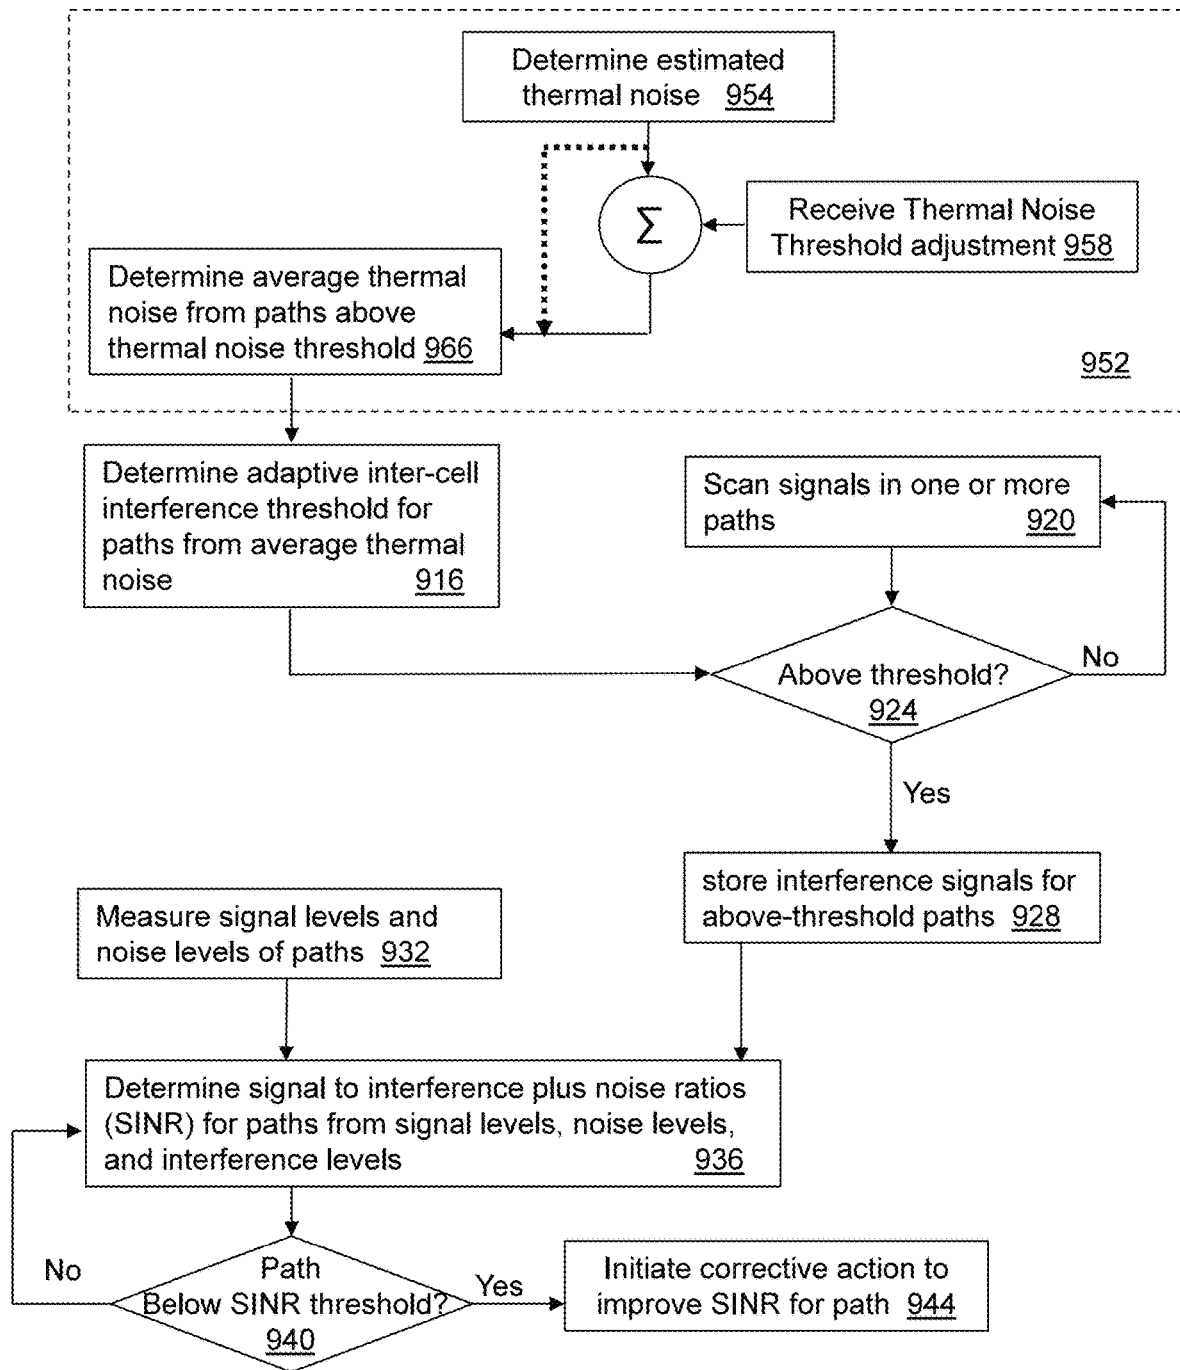 Determine estimated
thermal noise 954
Σ
Receive Thermal Noise
Threshold adjustment 958
Determine average thermal
noise from paths above
thermal noise threshold 966
952
Determine adaptive inter-cell
interference threshold for
paths from average thermal
noise 916
Scan signals in one or more
paths 920
Above threshold?
924
No
Yes
store interference signals for
above-threshold paths 928
Measure signal levels and
noise levels of paths 932
Determine signal to interference plus noise ratios
(SINR) for paths from signal levels, noise levels,
and interference levels 936
No
Path
Below SINR threshold?
940
Yes
Initiate corrective action to
improve SINR for path 944